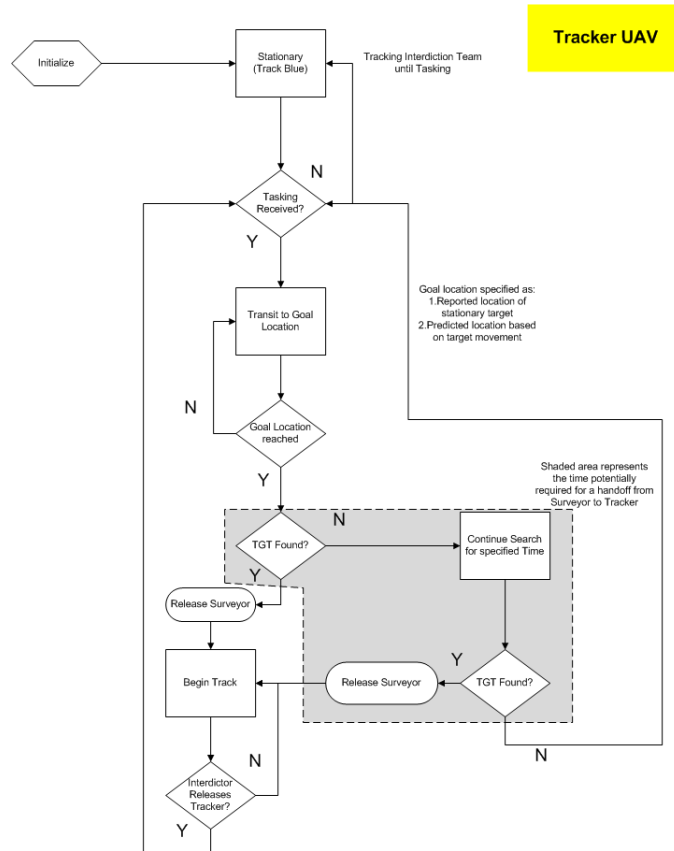 Tracker UAV
Initialize
Stationary
(Track Blue)
Tracking Interdiction Team
until Tasking
N
Tasking
Received?
Y
Transit to Goal
Location
Goal location specified as:
1.Reported location of
stationary target
2.Predicted location based
on target movement
N
Goal Location
reached
Y
Shaded area represents
the time potentially
required for a handoff from
Surveyor to Tracker
N
TGT Found?
Continue Search
for specified Time
Y
Release Surveyor
Begin Track
Release Surveyor
Y
TGT Found?
N
N
Interdictor
Releases
Tracker?
Y